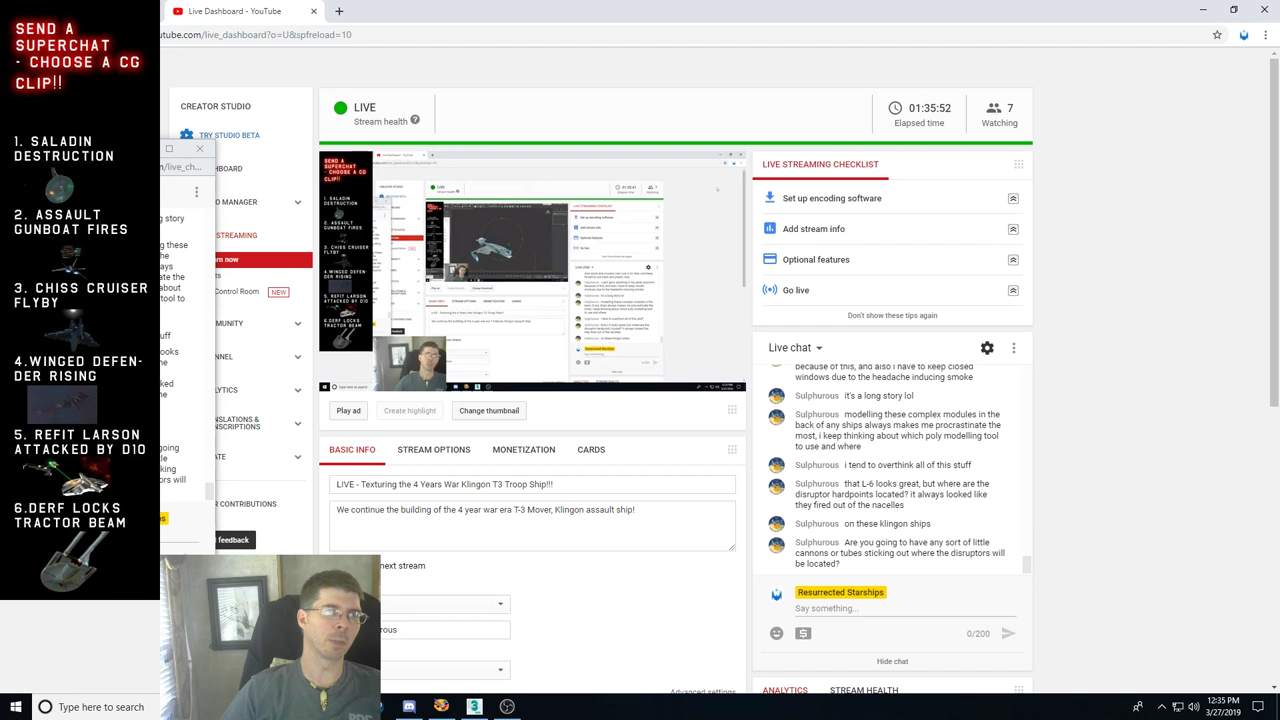 SEND A
SUPERCHAT
- CHOOSE A CG
CLIP!!
1. SALADIN
DESTRUCTION
2. ASSAULT
GUNBOAT FIRES
3. CHISS CRUISER
FLYBY
4.WINGED DEFEN-
DER RISING
5. REFIT LARSON
ATTACKED BY D10
6.DERF LOCKS
TRACTOR BEAM
Live Dashboard - YouTube
utube.com/live_dashboard?o=U&spfreload=10
CREATOR STUDIO
TRY STUDIO BETA
m/live_ch...
Control Room NEW
feedback
LIVE
Stream health
01:35:52
Elapsed time
7
Watching
Play ad
Create highlight
Change thumbnail
BASIC INFO
STREAM OPTIONS
MONETIZATION
CARDS
LIVE - Texturing the 4 Years War Klingon T3 Troop Ship!!!
We continue the building of the 4 year war era T-3 Mover, Klingon assault ship!
next stream
Advanced settings
LIVE STREAMING CHECKLIST
Set up encoding software
Add stream info
Optional features
Go live
Don't show these tips again
Live chat
because of this, and also i have to keep closed
windows due to the headache inducing smoke
Sulphurous it's a long story lol
Sulphurous modelling these complex modules in the
back of any ships always makes me procrastinate the
most, i keep thinking about which poly modelling tool
to use and where
Sulphurous i tend to overthink all of this stuff
Sulphurous that L-6 looks great, but where are the
disruptor hardpoints located? it always looked like
they fired out of the nacelles
Sulphurous on these klingon ships
Sulphurous Are you going to have any sort of little
cannons or tubes sticking out where the disruptors will
be located?
Resurrected Starships
Say something...
0/200
Hide chat
ANALYTICS
STREAM HEALTH
Type here to search
12:35 PM
3/27/2019